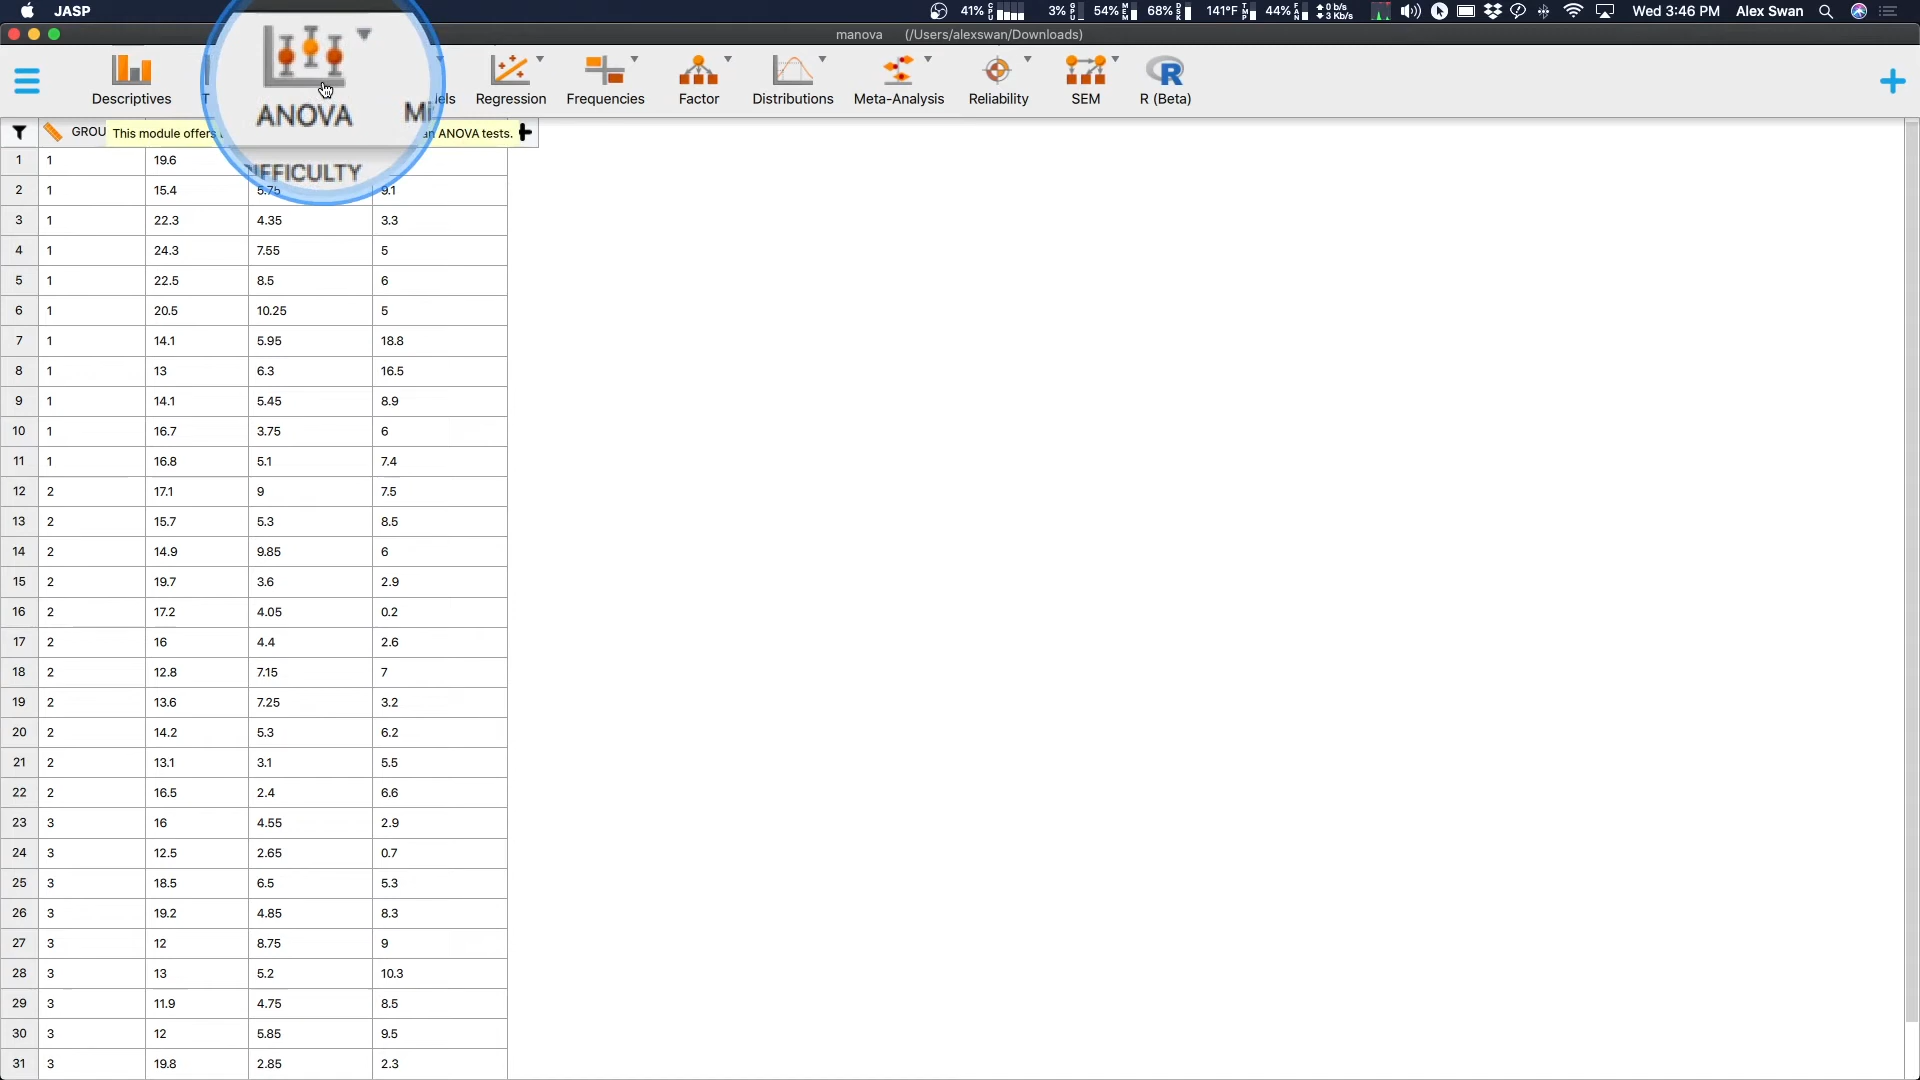 JASP 41% 3% 54% 68% 141°F 44% 0 b/s 3 Kb/s Wed 3:46 PM Alex Swan
manova (/Users/alexswan/Downloads)
Descriptives T ANOVA Mi els Regression Frequencies Factor Distributions Meta-Analysis Reliability SEM R (Beta)
GROU This module offers an ANOVA tests.
IFFICULTY
1 1 19.6
2 1 15.4 5.75 9.1
3 1 22.3 4.35 3.3
4 1 24.3 7.55 5
5 1 22.5 8.5 6
6 1 20.5 10.25 5
7 1 14.1 5.95 18.8
8 1 13 6.3 16.5
9 1 14.1 5.45 8.9
10 1 16.7 3.75 6
11 1 16.8 5.1 7.4
12 2 17.1 9 7.5
13 2 15.7 5.3 8.5
14 2 14.9 9.85 6
15 2 19.7 3.6 2.9
16 2 17.2 4.05 0.2
17 2 16 4.4 2.6
18 2 12.8 7.15 7
19 2 13.6 7.25 3.2
20 2 14.2 5.3 6.2
21 2 13.1 3.1 5.5
22 2 16.5 2.4 6.6
23 3 16 4.55 2.9
24 3 12.5 2.65 0.7
25 3 18.5 6.5 5.3
26 3 19.2 4.85 8.3
27 3 12 8.75 9
28 3 13 5.2 10.3
29 3 11.9 4.75 8.5
30 3 12 5.85 9.5
31 3 19.8 2.85 2.3